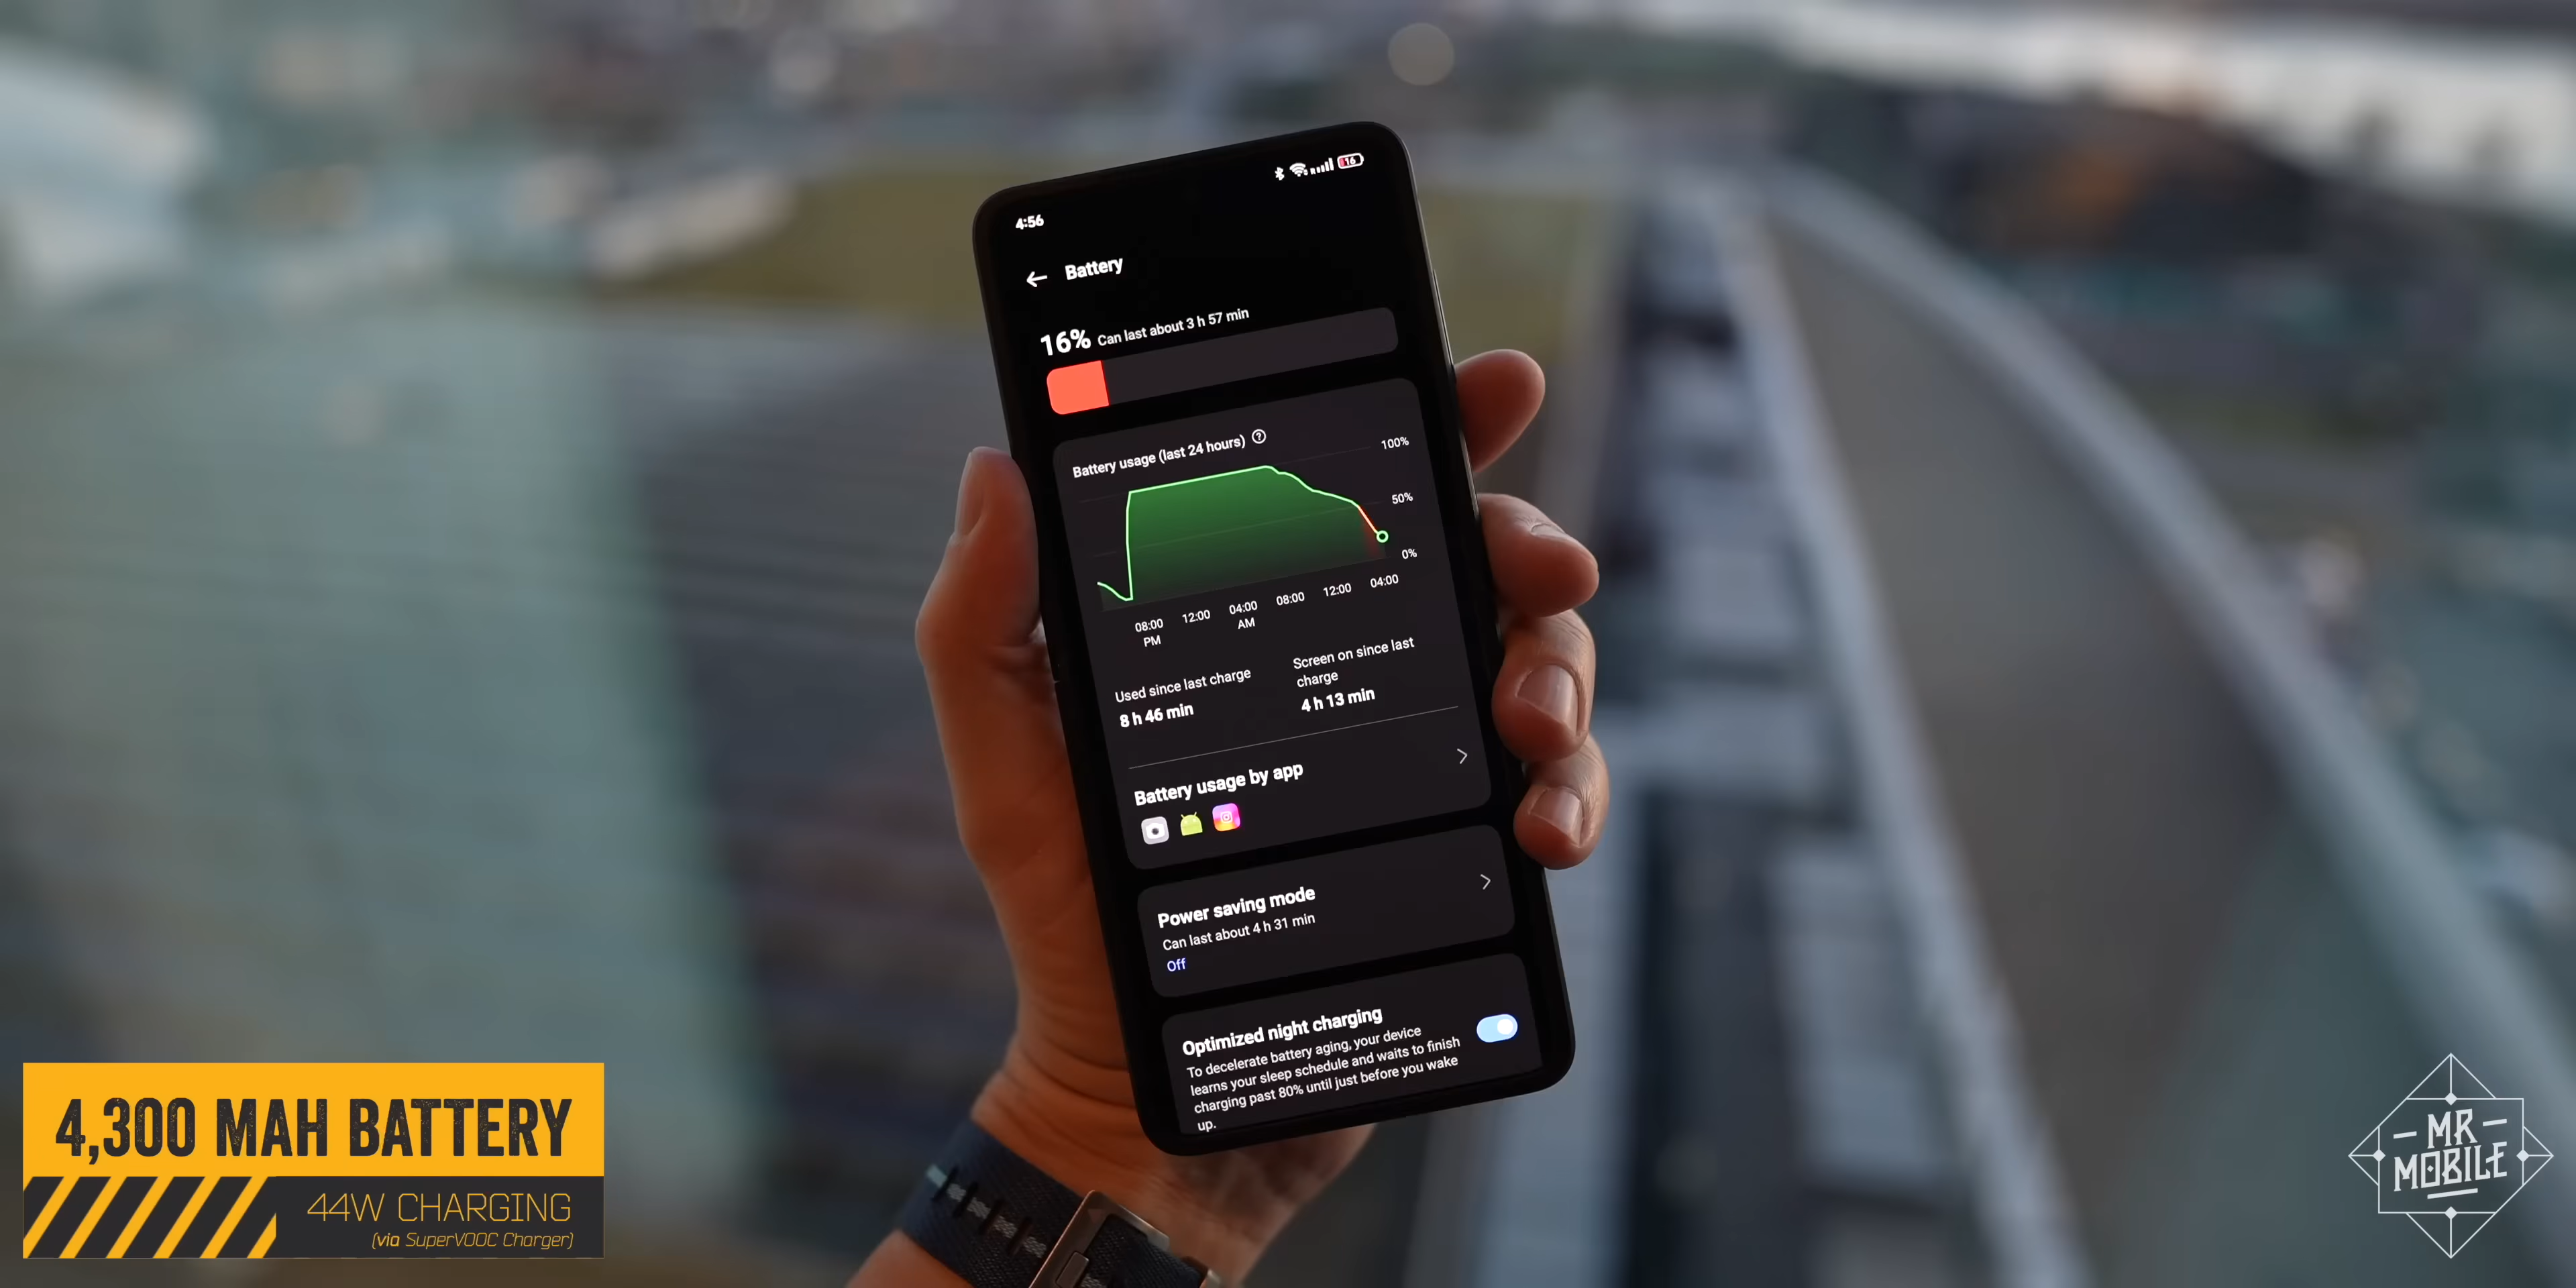 4:56
16
Battery
16% Can last about 3 h 57 min
Battery usage (last 24 hours) ?
100%
50%
0%
08:00 12:00 04:00 08:00 12:00 04:00
PM AM
Used since last charge
8 h 46 min
Screen on since last
charge
4 h 13 min
Battery usage by app
Power saving mode
Can last about 4 h 31 min
Off
Optimized night charging
To decelerate battery aging, your device
learns your sleep schedule and waits to finish
charging past 80% until just before you wake
up.
4,300 MAH BATTERY
44W CHARGING
(via SuperVOOC Charger)
MR
MOBILE